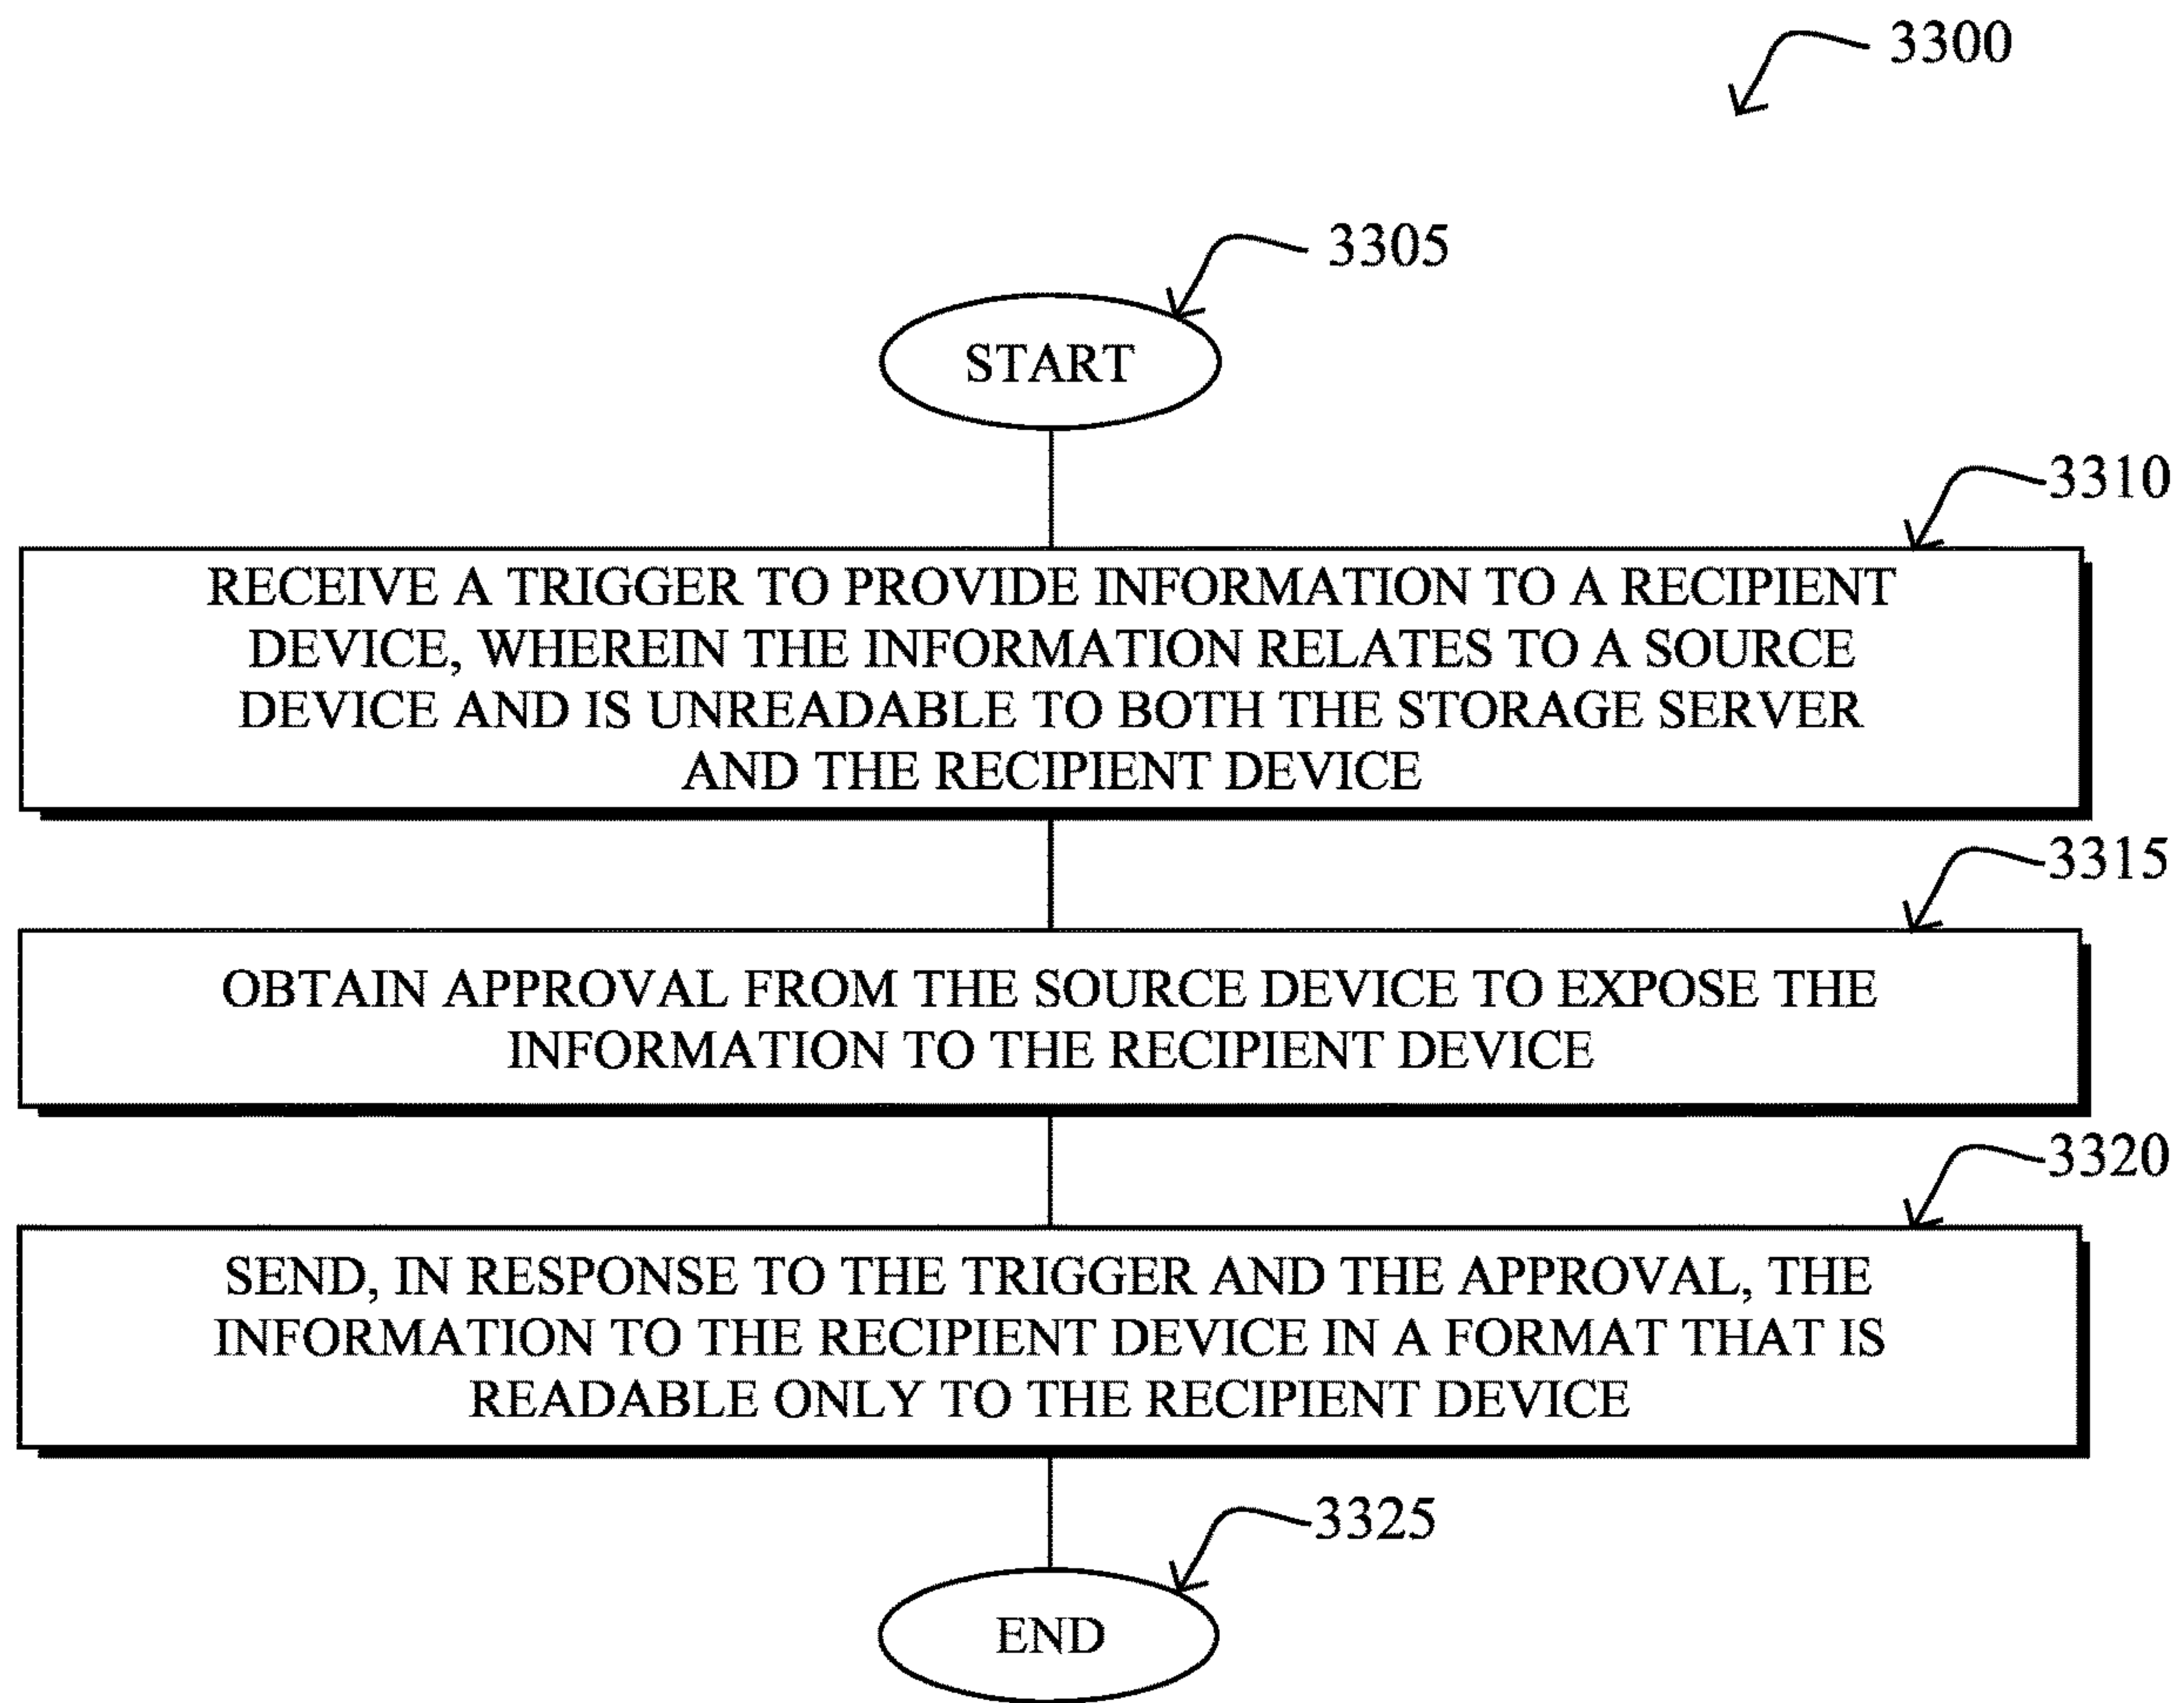 3300
3305
START
3310
RECEIVE A TRIGGER TO PROVIDE INFORMATION TO A RECIPIENT
DEVICE, WHEREIN THE INFORMATION RELATES TO A SOURCE
DEVICE AND IS UNREADABLE TO BOTH THE STORAGE SERVER
AND THE RECIPIENT DEVICE
3315
OBTAIN APPROVAL FROM THE SOURCE DEVICE TO EXPOSE THE
INFORMATION TO THE RECIPIENT DEVICE
3320
SEND, IN RESPONSE TO THE TRIGGER AND THE APPROVAL, THE
INFORMATION TO THE RECIPIENT DEVICE IN A FORMAT THAT IS
READABLE ONLY TO THE RECIPIENT DEVICE
3325
END